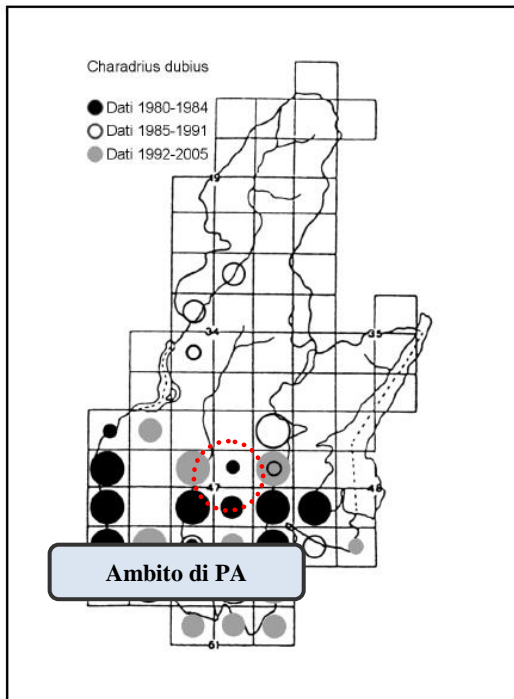 Charadrius dubius
Dati 1980-1984
Dati 1985-1991
Dati 1992-2005
19
34
35
47
48
Ambito di PA
61